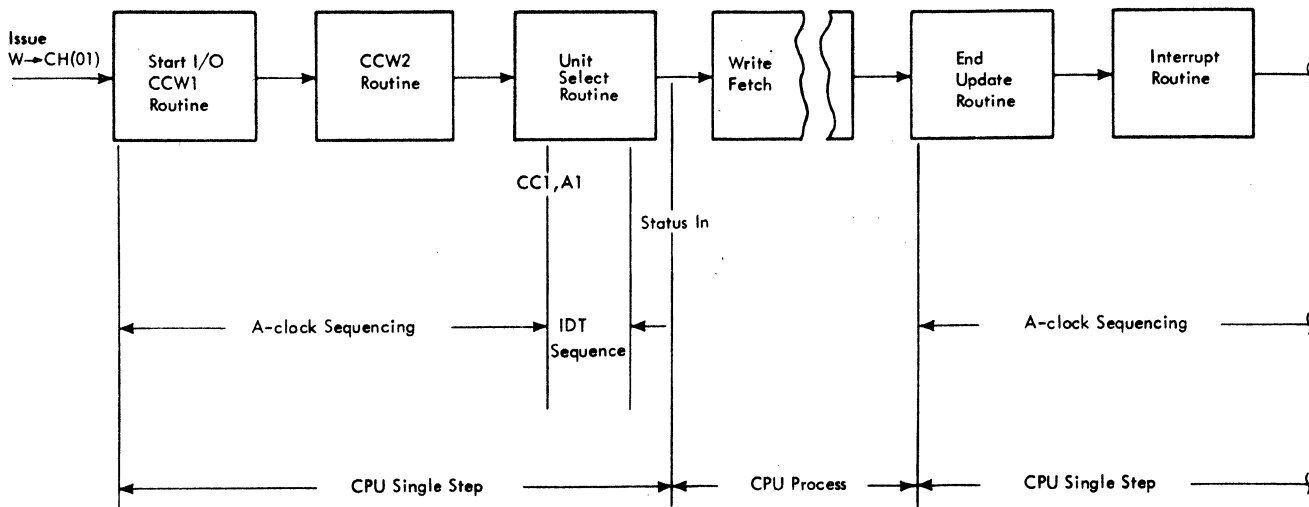 Issue
W→CH(01)
Start I/O
CCW1
Routine
CCW2
Routine
Unit
Select
Routine
Write
Fetch
End
Update
Routine
Interrupt
Routine
CC1, A1
Status In
A-clock Sequencing
IDT
Sequence
A-clock Sequencing
CPU Single Step
CPU Process
CPU Single Step